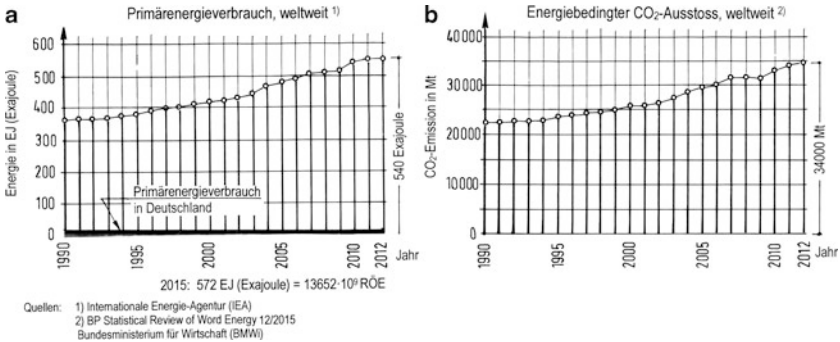 a
Primärenergieverbrauch, weltweit 1)
Energie in EJ (Exajoule)
600
500
400
300
200
100
0
Primärenergieverbrauch
in Deutschland
540 Exajoule
1990
1995
2000
2005
2010
2012
Jahr
2015: 572 EJ (Exajoule) = 13652·10⁹ RÖE
b
Energiebedingter CO₂-Ausstoss, weltweit 2)
CO₂-Emission in Mt
40000
30000
20000
10000
0
34000 Mt
1990
1995
2000
2005
2010
2012
Jahr
Quellen: 1) Internationale Energie-Agentur (IEA)
2) BP Statistical Review of Word Energy 12/2015
Bundesministerium für Wirtschaft (BMWi)